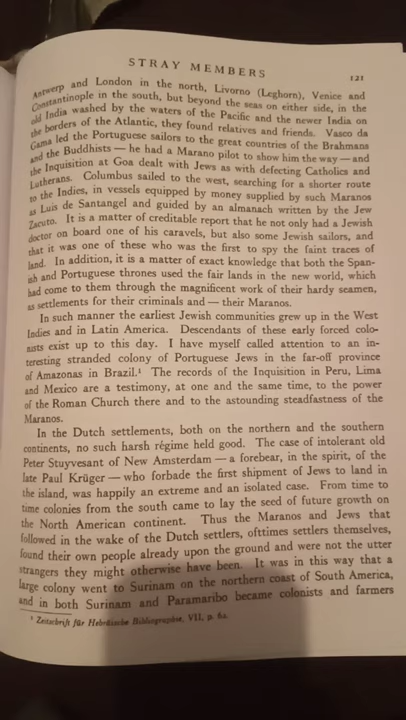 STRAY MEMBERS 121
Antwerp and London in the north, Livorno (Leghorn), Venice and
Constantinople in the south, but beyond the seas on either side, in the
old India washed by the waters of the Pacific and the newer India on
the borders of the Atlantic, they found relatives and friends. Vasco da
Gama led the Portuguese sailors to the great countries of the Brahmans
and the Buddhists — he had a Marano pilot to show him the way — and
the Inquisition at Goa dealt with Jews as with defecting Catholics and
Lutherans. Columbus sailed to the west, searching for a shorter route
to the Indies, in vessels equipped by money supplied by such Maranos
as Luis de Santangel and guided by an almanach written by the Jew
Zacuto. It is a matter of creditable report that he not only had a Jewish
doctor on board one of his caravels, but also some Jewish sailors, and
that it was one of these who was the first to spy the faint traces of
land. In addition, it is a matter of exact knowledge that both the Span-
ish and Portuguese thrones used the fair lands in the new world, which
had come to them through the magnificent work of their hardy seamen,
as settlements for their criminals and — their Maranos.
In such manner the earliest Jewish communities grew up in the West
Indies and in Latin America. Descendants of these early forced colo-
nists exist up to this day. I have myself called attention to an in-
teresting stranded colony of Portuguese Jews in the far-off province
of Amazonas in Brazil.¹ The records of the Inquisition in Peru, Lima
and Mexico are a testimony, at one and the same time, to the power
of the Roman Church there and to the astounding steadfastness of the
Maranos.
In the Dutch settlements, both on the northern and the southern
continents, no such harsh régime held good. The case of intolerant old
Peter Stuyvesant of New Amsterdam — a forebear, in the spirit, of the
late Paul Krüger — who forbade the first shipment of Jews to land in
the island, was happily an extreme and an isolated case. From time to
time colonies from the south came to lay the seed of future growth on
the North American continent. Thus the Maranos and Jews that
followed in the wake of the Dutch settlers, ofttimes settlers themselves,
found their own people already upon the ground and were not the utter
strangers they might otherwise have been. It was in this way that a
large colony went to Surinam on the northern coast of South America,
and in both Surinam and Paramaribo became colonists and farmers
¹ Zeitschrift für Hebräische Bibliographie, VII, p. 62.